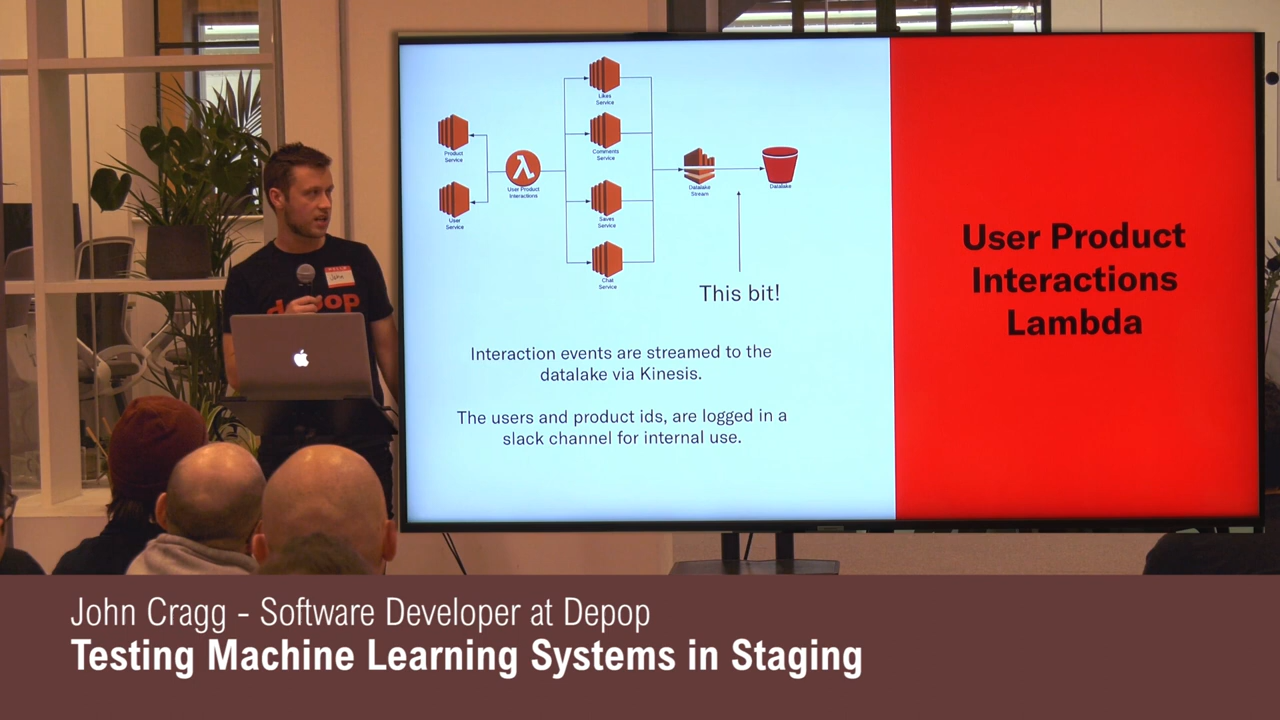 Likes
Service
Product
Service
Comments
Service
User Product
Interactions
Datalake
Stream
Datalake
User
Service
Saves
Service
Chat
Service
This bit!
Interaction events are streamed to the
datalake via Kinesis.
The users and product ids, are logged in a
slack channel for internal use.
User Product
Interactions
Lambda
John
depop
John Cragg - Software Developer at Depop
Testing Machine Learning Systems in Staging